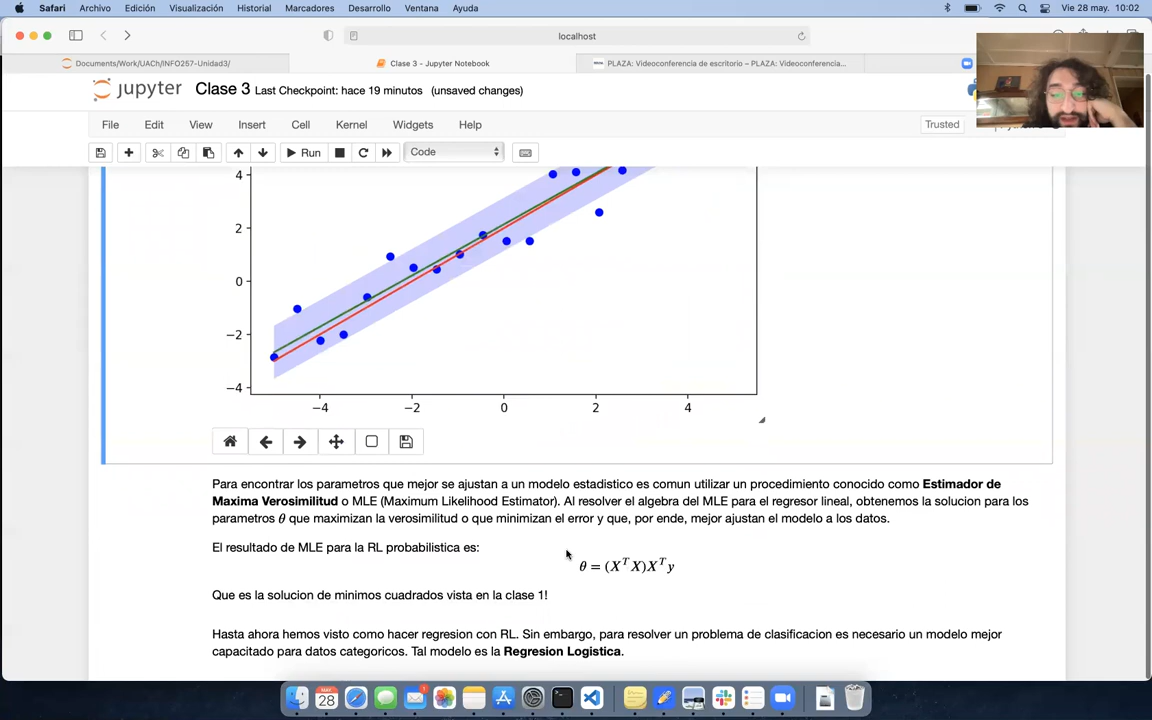 Safari Archivo Edición Visualización Historial Marcadores Desarrollo Ventana Ayuda Vie 28 may. 10:02
localhost
Documents/Work/UACh/INFO257-Unidad3/ Clase 3 - Jupyter Notebook PLAZA: Videoconferencia de escritorio – PLAZA: Videoconferencia...
jupyter Clase 3 Last Checkpoint: hace 19 minutos (unsaved changes)
File Edit View Insert Cell Kernel Widgets Help Trusted
Run Code
4
2
0
−2
−4
−4 −2 0 2 4
Para encontrar los parametros que mejor se ajustan a un modelo estadistico es comun utilizar un procedimiento conocido como Estimador de
Maxima Verosimilitud o MLE (Maximum Likelihood Estimator). Al resolver el algebra del MLE para el regresor lineal, obtenemos la solucion para los
parametros θ que maximizan la verosimilitud o que minimizan el error y que, por ende, mejor ajustan el modelo a los datos.
El resultado de MLE para la RL probabilistica es:
θ = (XᵀX)Xᵀy
Que es la solucion de minimos cuadrados vista en la clase 1!
Hasta ahora hemos visto como hacer regresion con RL. Sin embargo, para resolver un problema de clasificacion es necesario un modelo mejor
capacitado para datos categoricos. Tal modelo es la Regresion Logistica.